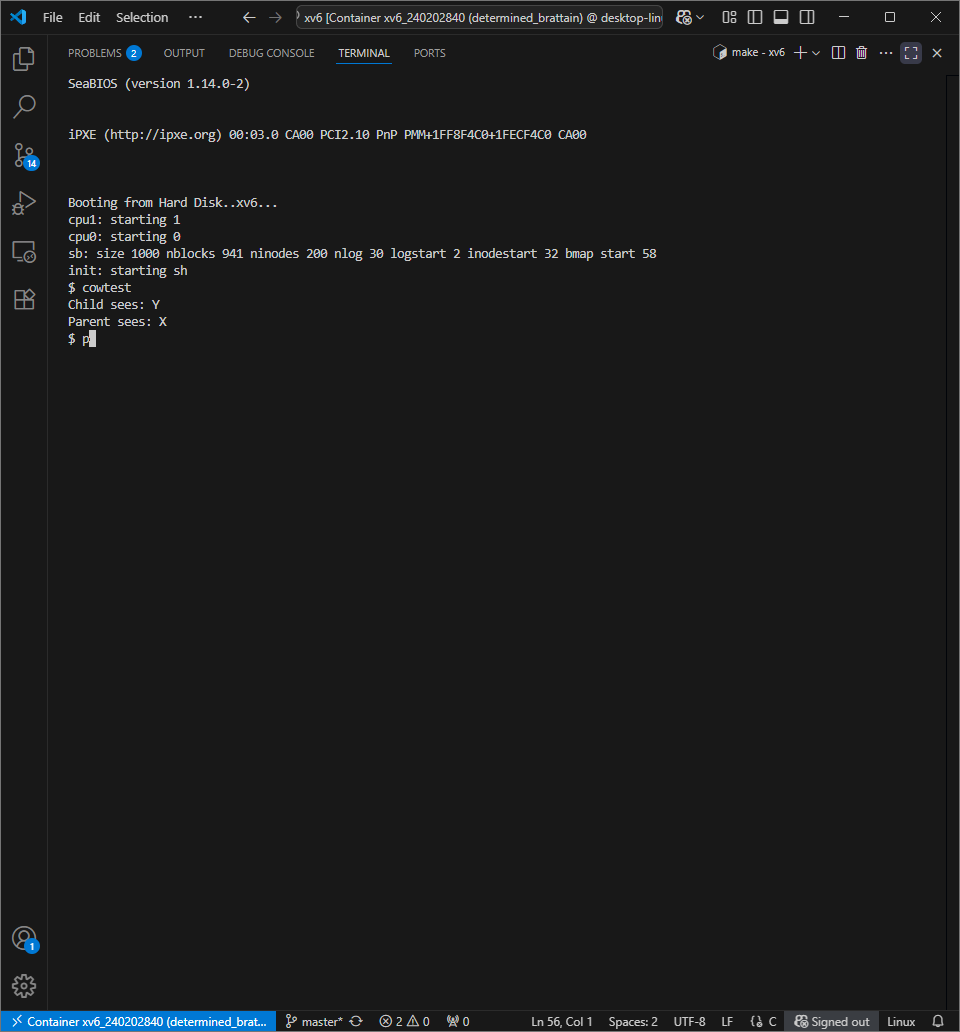 File Edit Selection ···
xv6 [Container xv6_240202840 (determined_brattain) @ desktop-linu
PROBLEMS 2 OUTPUT DEBUG CONSOLE TERMINAL PORTS
make - xv6
SeaBIOS (version 1.14.0-2)
iPXE (http://ipxe.org) 00:03.0 CA00 PCI2.10 PnP PMM+1FF8F4C0+1FECF4C0 CA00
14
Booting from Hard Disk..xv6...
cpu1: starting 1
cpu0: starting 0
sb: size 1000 nblocks 941 ninodes 200 nlog 30 logstart 2 inodestart 32 bmap start 58
init: starting sh
$ cowtest
Child sees: Y
Parent sees: X
$ p
1
Container xv6_240202840 (determined_brat... master* 2 0 0 Ln 56, Col 1 Spaces: 2 UTF-8 LF C Signed out Linux